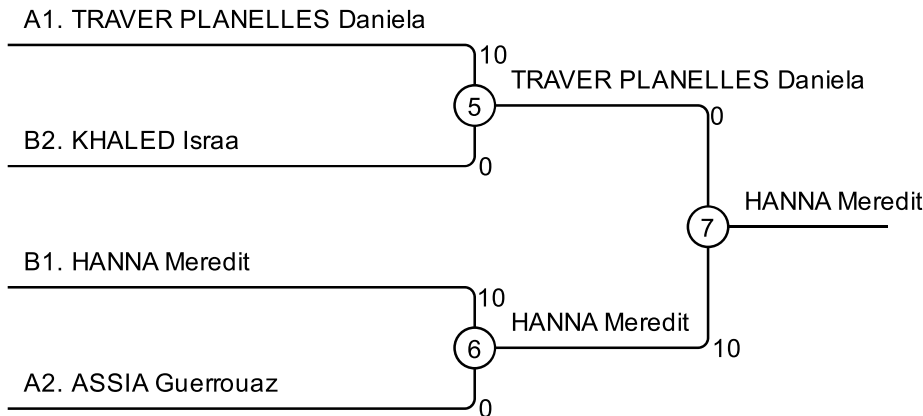 A1. TRAVER PLANELLES Daniela
10
TRAVER PLANELLES Daniela
5
0
B2. KHALED Israa
0
HANNA Meredit
7
B1. HANNA Meredit
10
HANNA Meredit
6
10
A2. ASSIA Guerrouaz
0